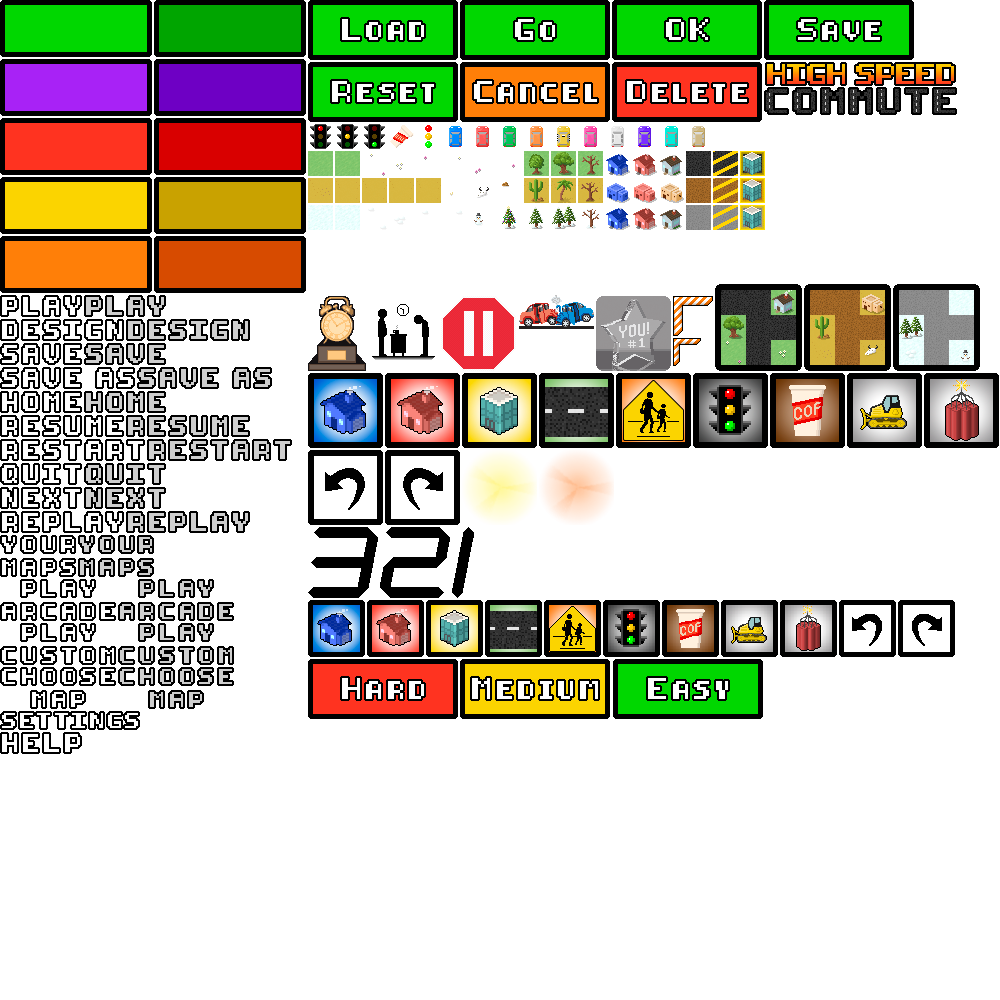 LOAD
GO
OK
SAVE
RESET
CANCEL
DELETE
HIGH SPEED
COMMUTE
PLAYPLAY
DESIGNDESIGN
SAVESAVE
SAVE ASSAVE AS
HOMEHOME
RESUMERESUME
RESTARTRESTART
QUITQUIT
NEXTNEXT
REPLAYREPLAY
YOURYOUR
MAPSMAPS
PLAY PLAY
ARCADEARCADE
PLAY PLAY
CUSTOMCUSTOM
CHOOSECHOOSE
MAP MAP
SETTINGS
HELP
YOU!
#1
F
COF
321
COF
HARD
MEDIUM
EASY